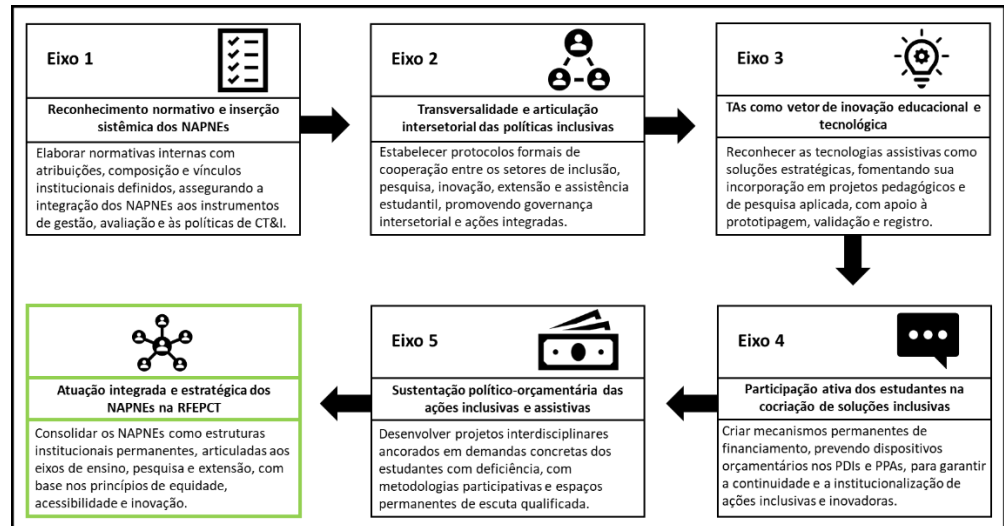 Eixo 1
Reconhecimento normativo e inserção
sistêmica dos NAPNEs
Elaborar normativas internas com
atribuições, composição e vínculos
institucionais definidos, assegurando a
integração dos NAPNEs aos instrumentos
de gestão, avaliação e às políticas de CT&I.
Eixo 2
Transversalidade e articulação
intersetorial das políticas inclusivas
Estabelecer protocolos formais de
cooperação entre os setores de inclusão,
pesquisa, inovação, extensão e assistência
estudantil, promovendo governança
intersetorial e ações integradas.
Eixo 3
TAs como vetor de inovação educacional e
tecnológica
Reconhecer as tecnologias assistivas como
soluções estratégicas, fomentando sua
incorporação em projetos pedagógicos e
de pesquisa aplicada, com apoio à
prototipagem, validação e registro.
Eixo 4
Participação ativa dos estudantes na
cocriação de soluções inclusivas
Criar mecanismos permanentes de
financiamento, prevendo dispositivos
orçamentários nos PDIs e PPAs, para garantir
a continuidade e a institucionalização de
ações inclusivas e inovadoras.
Eixo 5
Sustentação político-orçamentária das
ações inclusivas e assistivas
Desenvolver projetos interdisciplinares
ancorados em demandas concretas dos
estudantes com deficiência, com
metodologias participativas e espaços
permanentes de escuta qualificada.
Atuação integrada e estratégica dos
NAPNEs na RFEPCT
Consolidar os NAPNEs como estruturas
institucionais permanentes, articuladas aos
eixos de ensino, pesquisa e extensão, com
base nos princípios de equidade,
acessibilidade e inovação.